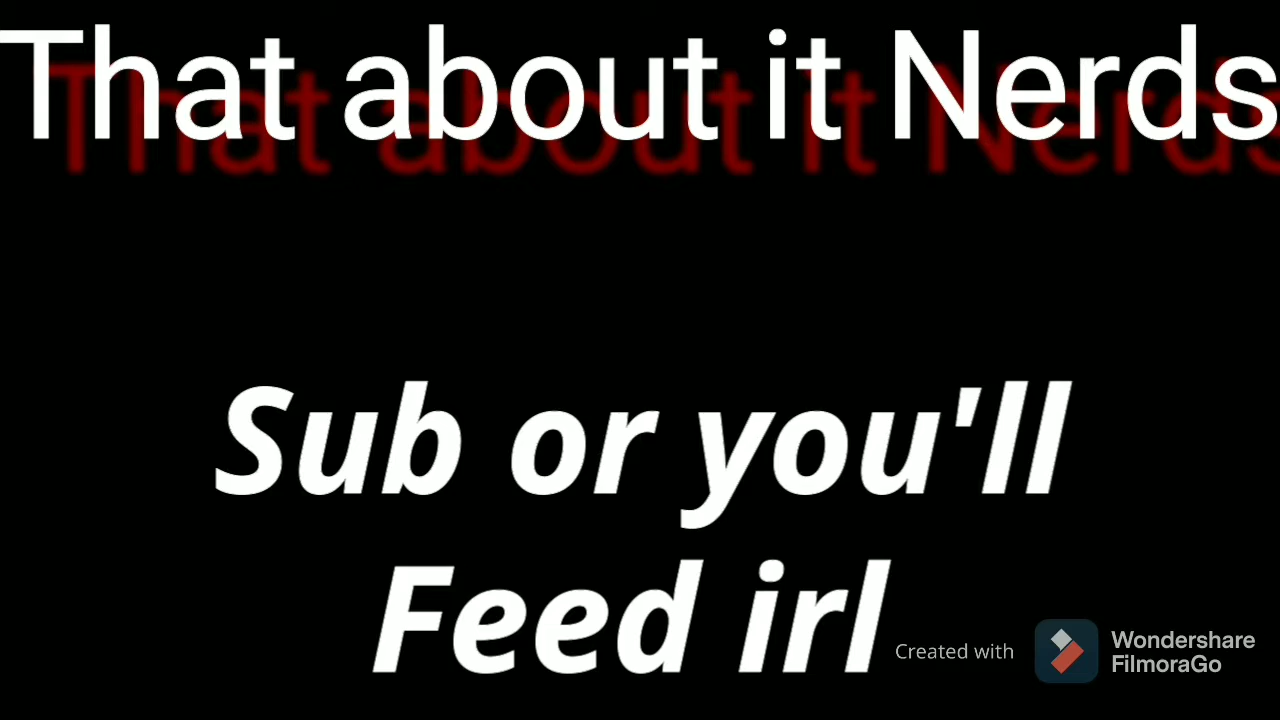 That about it Nerds
Sub or you'll
Feed irl
Created with
Wondershare
FilmoraGo